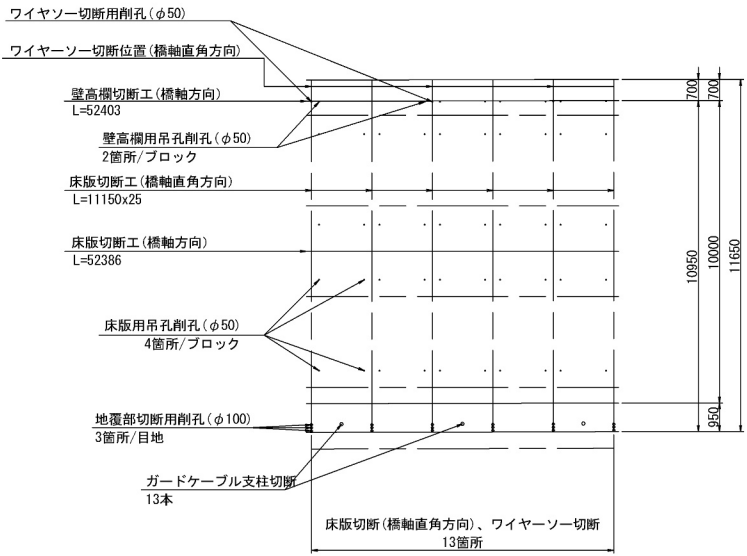 ワイヤソー切断用削孔(φ50)
ワイヤーソー切断位置(橋軸直角方向)
壁高欄切断工(橋軸方向)
L=52403
壁高欄用吊孔削孔(φ50)
2箇所/ブロック
床版切断工(橋軸直角方向)
L=11150x25
床版切断工(橋軸方向)
L=52386
床版用吊孔削孔(φ50)
4箇所/ブロック
地覆部切断用削孔(φ100)
3箇所/目地
ガードケーブル支柱切断
13本
床版切断(橋軸直角方向)、ワイヤーソー切断
13箇所
700
700
10950
10000
11650
950